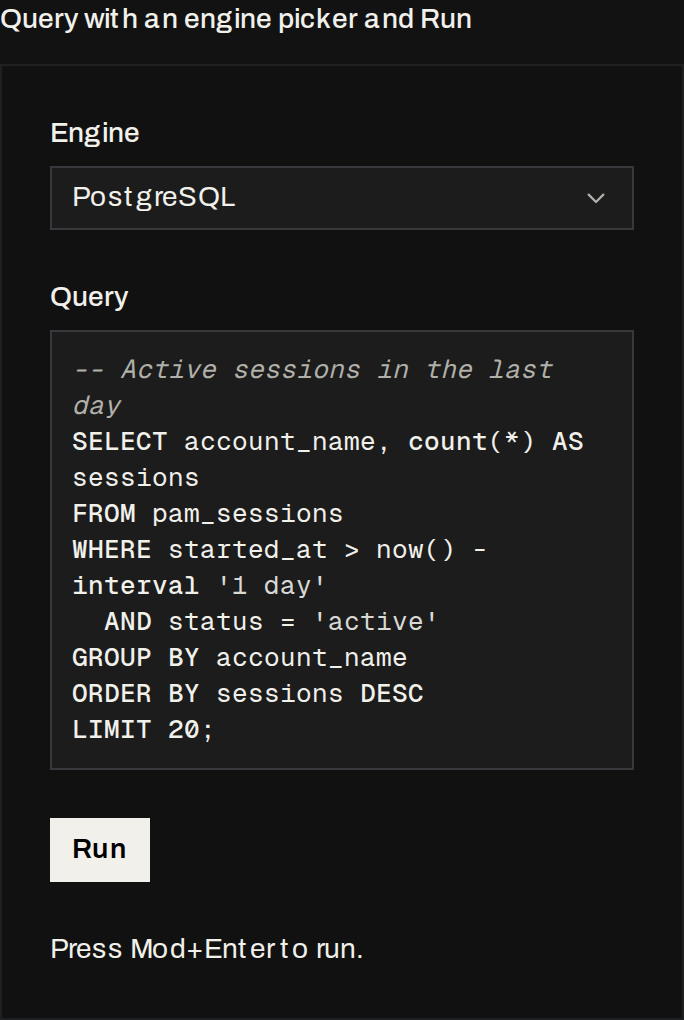 Query with an engine picker and Run
Engine
PostgreSQL
Query
-- Active sessions in the last
day
SELECT account_name, count(*) AS
sessions
FROM pam_sessions
WHERE started_at > now() -
interval '1 day'
  AND status = 'active'
GROUP BY account_name
ORDER BY sessions DESC
LIMIT 20;
Run
Press Mod+Enter to run.